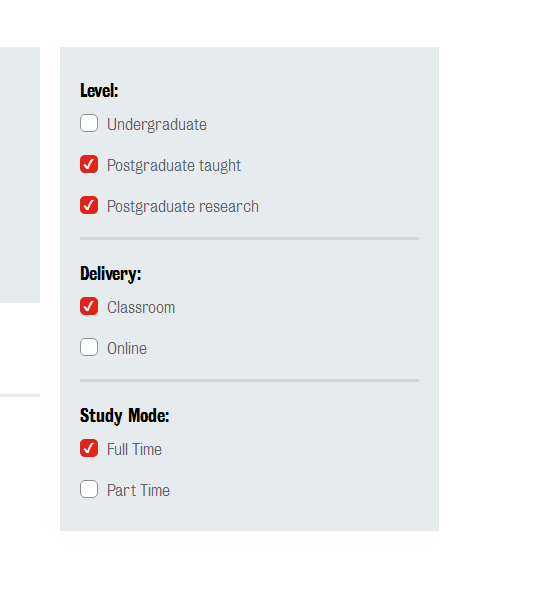 Level:
Undergraduate
Postgraduate taught
Postgraduate research
Delivery:
Classroom
Online
Study Mode:
Full Time
Part Time